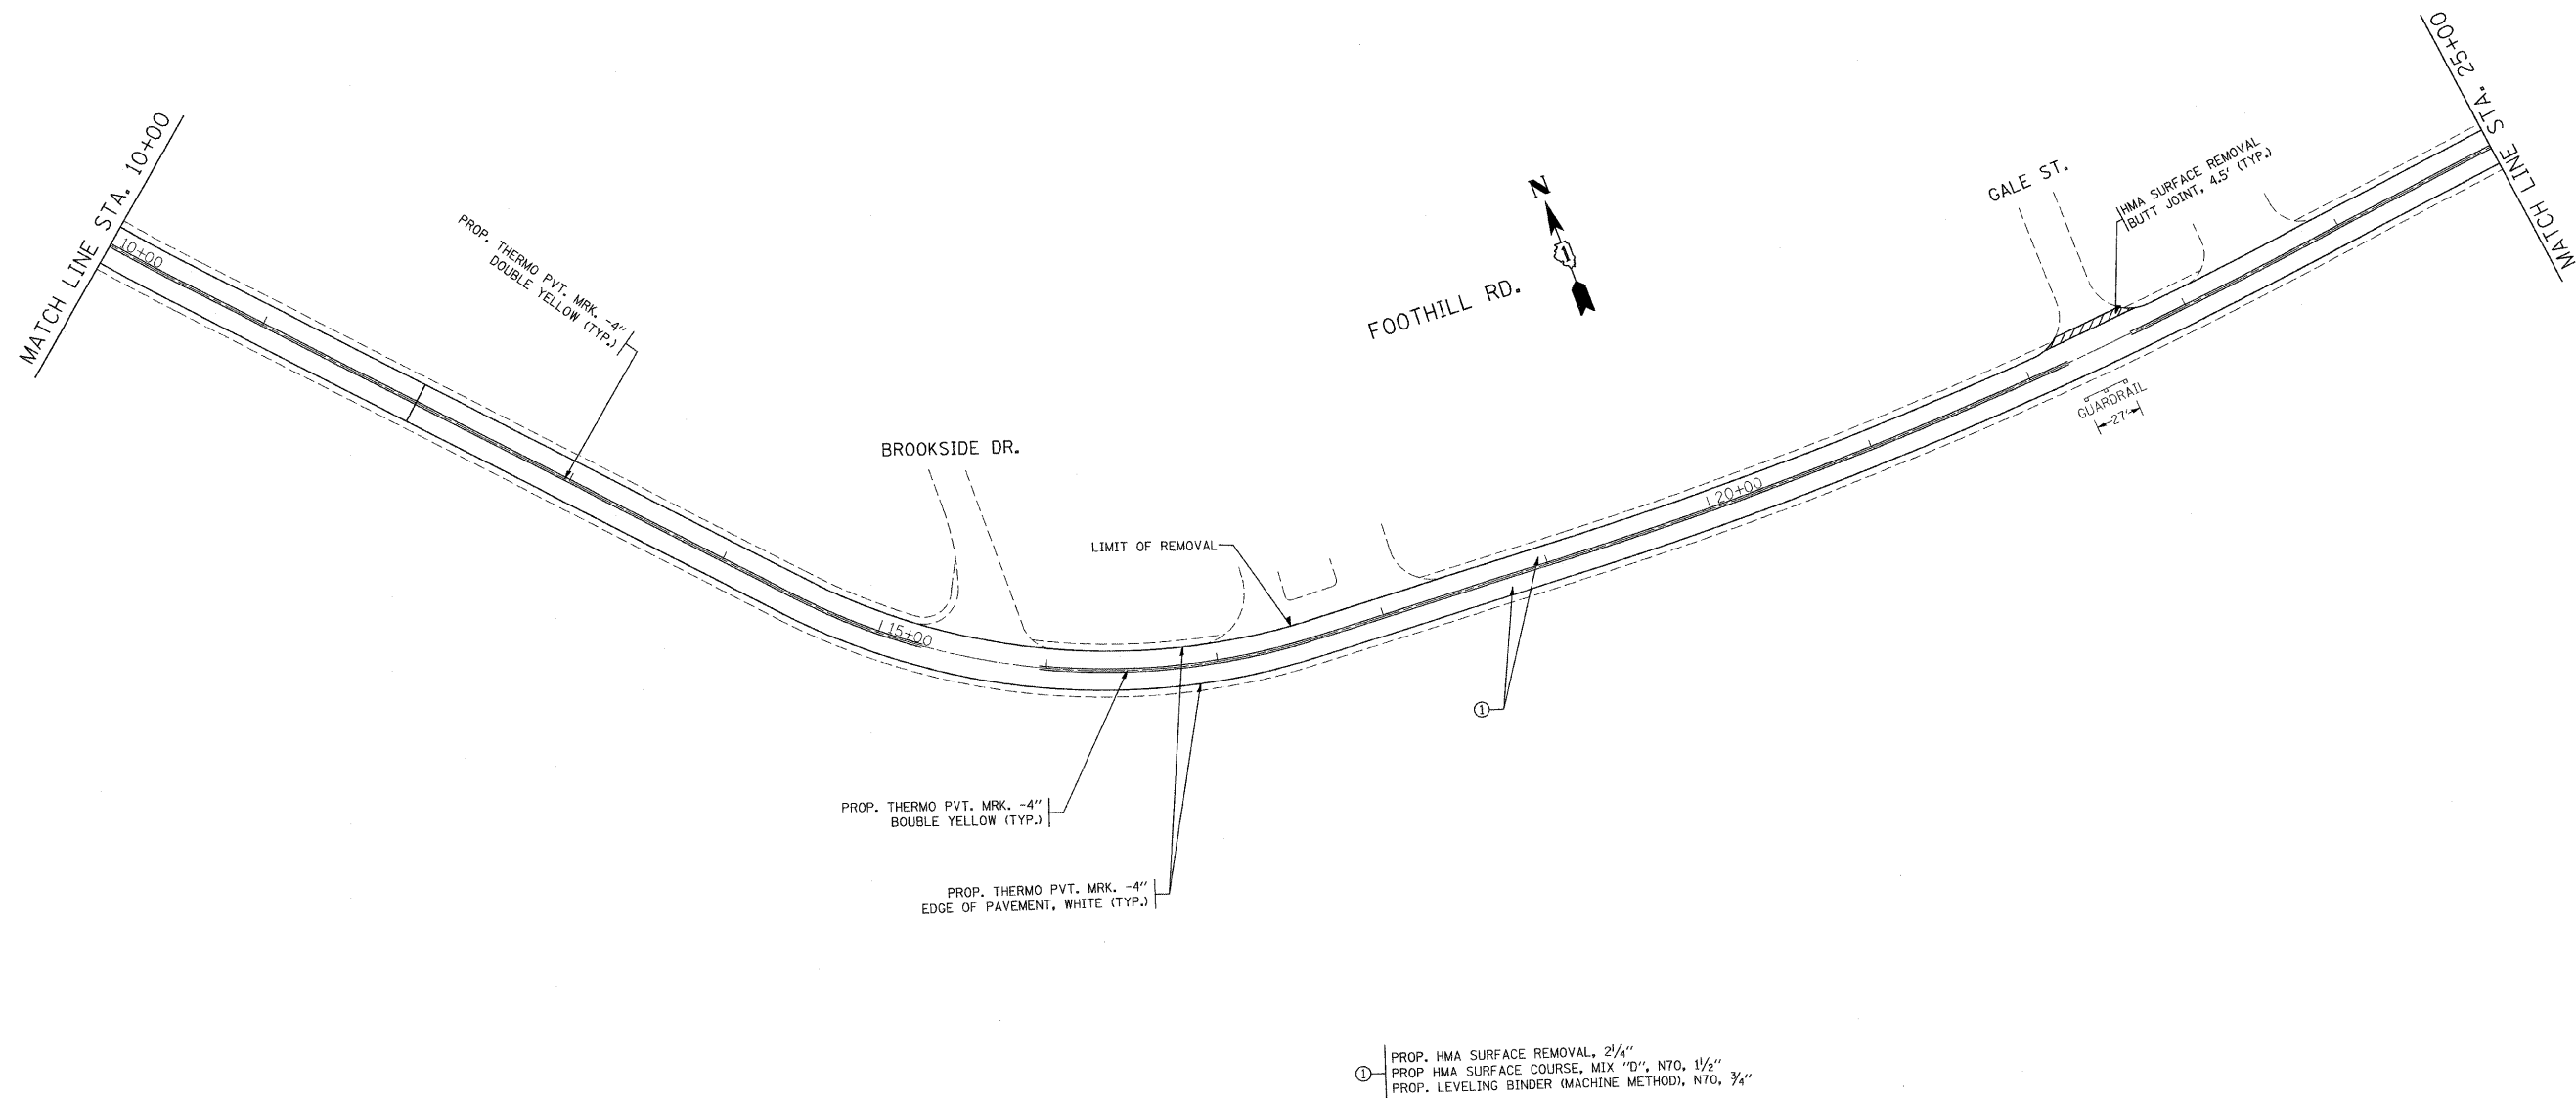 MATCH LINE STA. 10+00
10+00
PROP. THERMO PVT. MRK. -4"
DOUBLE YELLOW (TYP.)
BROOKSIDE DR.
15+00
LIMIT OF REMOVAL
FOOTHILL RD.
N
1
20+00
GALE ST.
HMA SURFACE REMOVAL
BUTT JOINT, 4.5' (TYP.)
GUARDRAIL
27'
MATCH LINE STA. 25+00
1
PROP. THERMO PVT. MRK. -4"
BOUBLE YELLOW (TYP.)
PROP. THERMO PVT. MRK. -4"
EDGE OF PAVEMENT, WHITE (TYP.)
1
PROP. HMA SURFACE REMOVAL, 2 1/4"
PROP HMA SURFACE COURSE, MIX "D", N70, 1 1/2"
PROP. LEVELING BINDER (MACHINE METHOD), N70, 3/4"